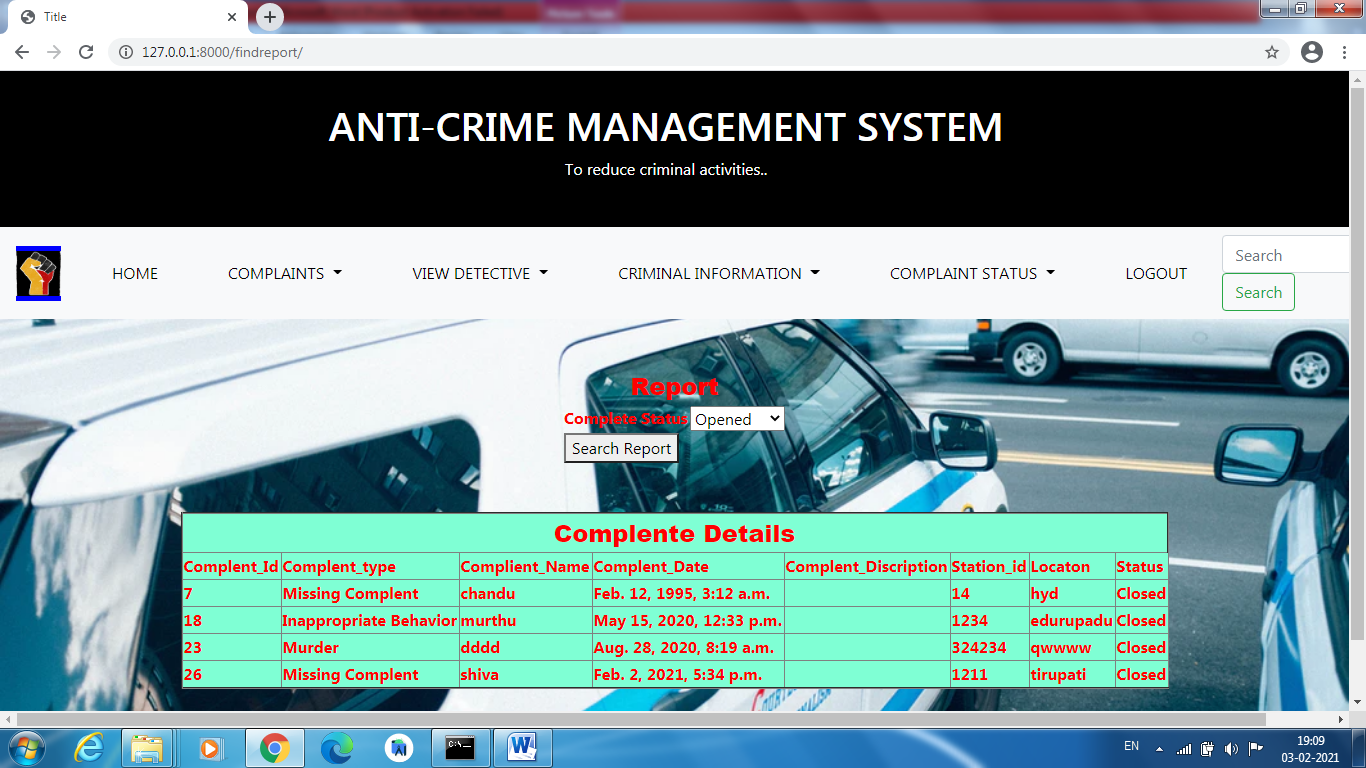 Title
127.0.0.1:8000/findreport/
ANTI-CRIME MANAGEMENT SYSTEM
To reduce criminal activities..
HOME COMPLAINTS VIEW DETECTIVE CRIMINAL INFORMATION COMPLAINT STATUS LOGOUT Search
Search
Report
Complete Status Opened
Search Report
Complente Details
Complent_Id Complent_type Complient_Name Complent_Date Complent_Discription Station_id Locaton Status
7 Missing Complent chandu Feb. 12, 1995, 3:12 a.m. 14 hyd Closed
18 Inappropriate Behavior murthu May 15, 2020, 12:33 p.m. 1234 edurupadu Closed
23 Murder dddd Aug. 28, 2020, 8:19 a.m. 324234 qwwww Closed
26 Missing Complent shiva Feb. 2, 2021, 5:34 p.m. 1211 tirupati Closed
EN 19:09
03-02-2021